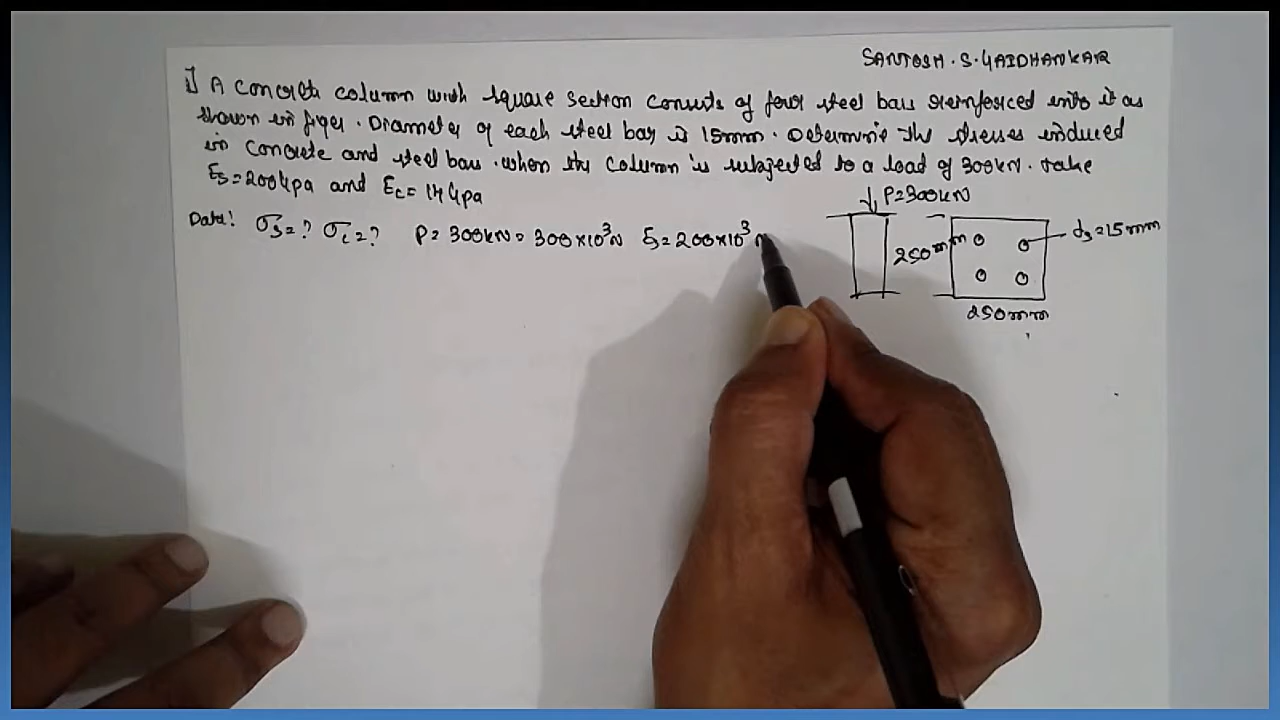 SANTOSH.S.GAIDHANKAR
1] A Concrete column with square section Consists of four steel bars reinforced into it as
shown in figer. Diameter of each steel bar is 15mm. Determine the stresses induced
in concrete and steel bars. when the column is subjected to a load of 300kN. Take
Es=200Gpa and Ec=14Gpa
P=300kN
Data! σs=? σc=? P=300kN=300×10³N Es=200×10³N
250mm
ds=15mm
250mm